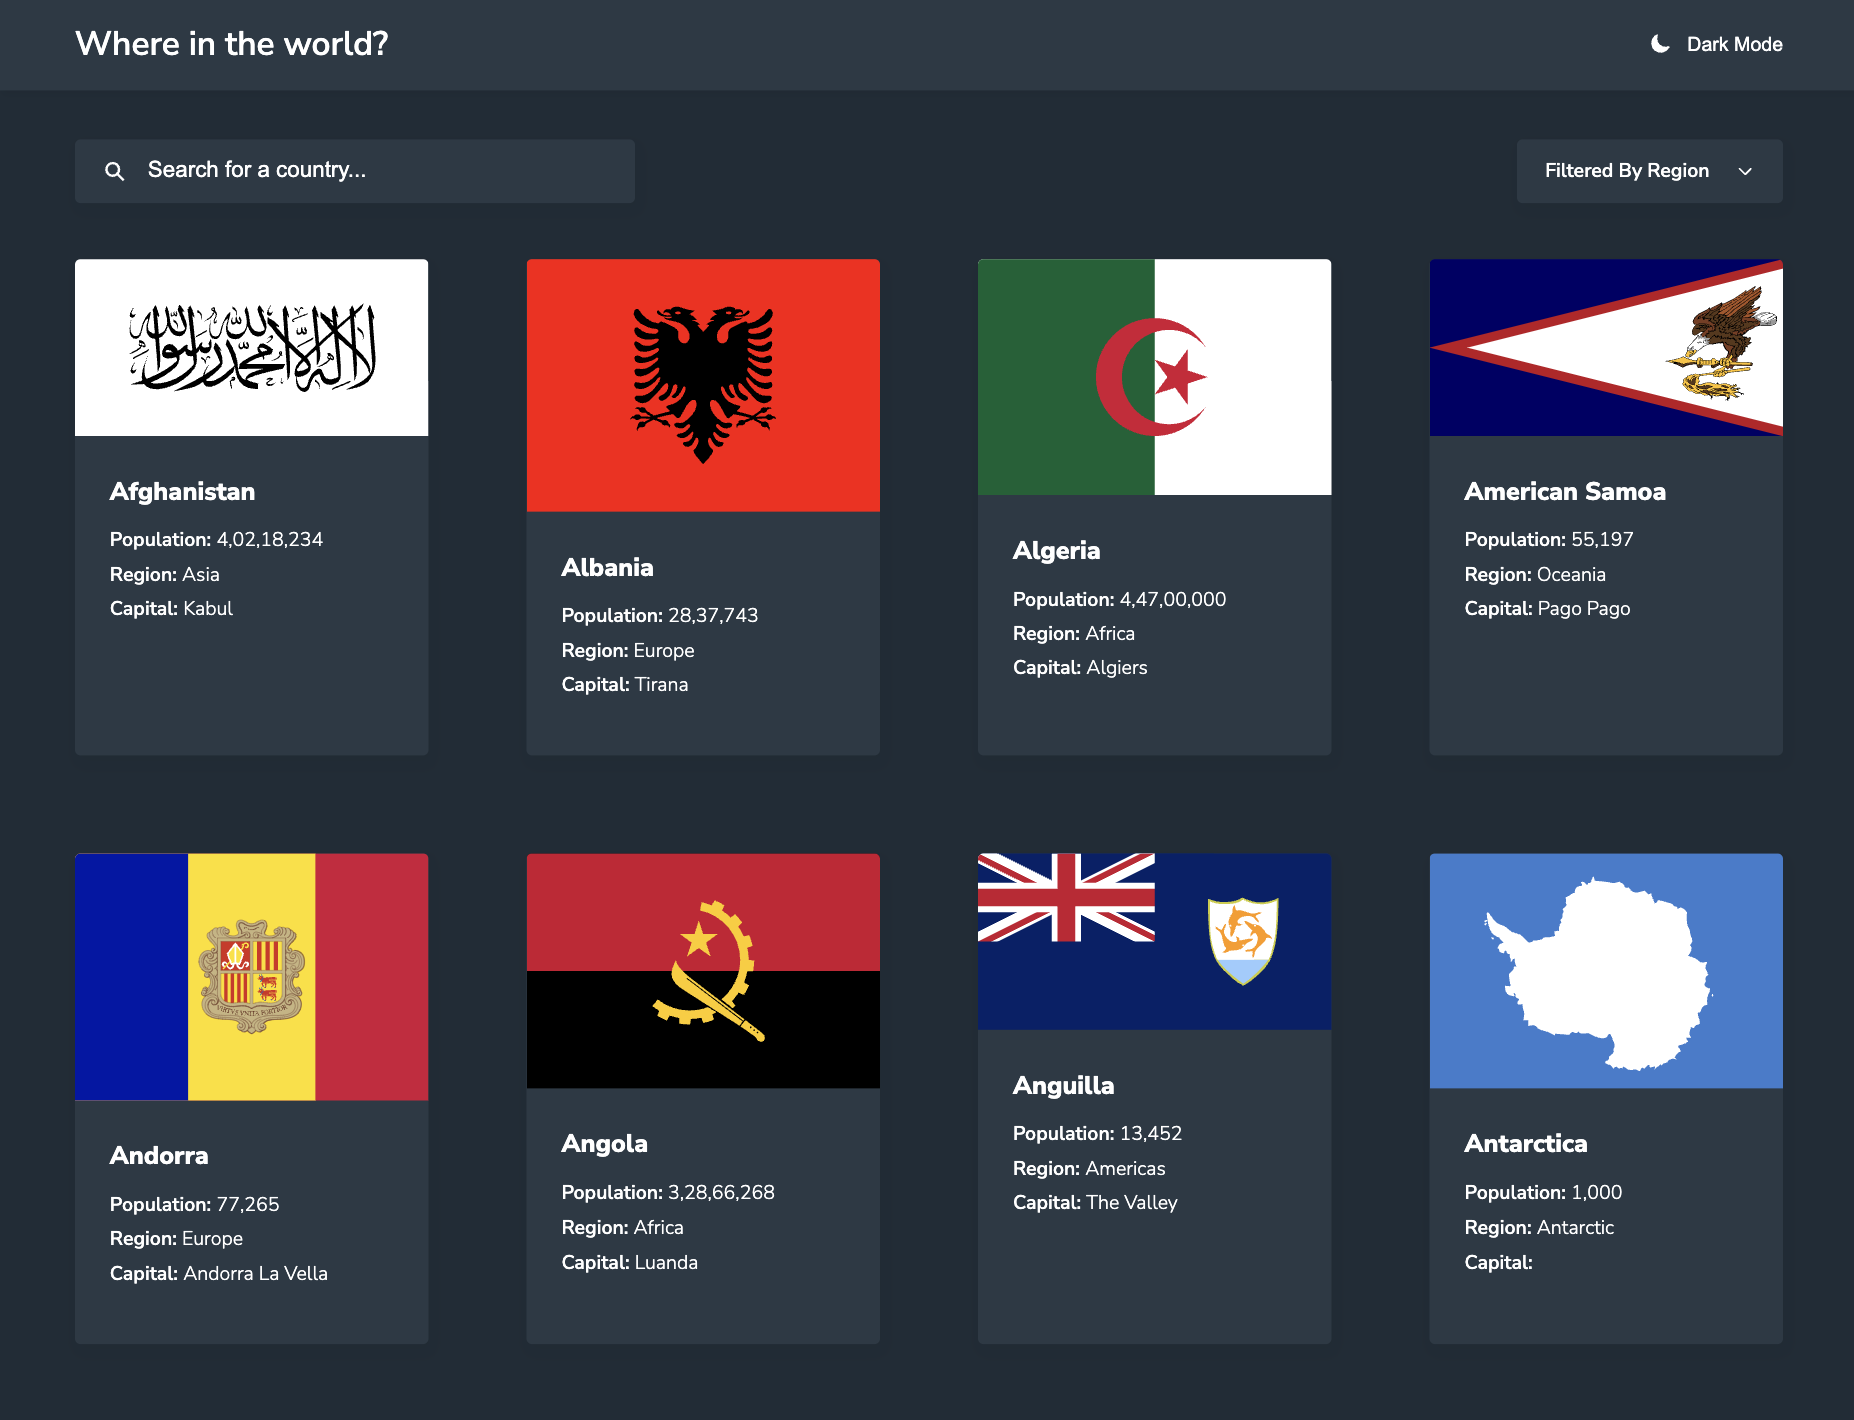 Where in the world?
Dark Mode
Search for a country...
Filtered By Region
لا إله إلا الله محمد رسول الله
Afghanistan
Population: 4,02,18,234
Region: Asia
Capital: Kabul
Albania
Population: 28,37,743
Region: Europe
Capital: Tirana
Algeria
Population: 4,47,00,000
Region: Africa
Capital: Algiers
American Samoa
Population: 55,197
Region: Oceania
Capital: Pago Pago
VIRTVS VNITA FORTIOR
Andorra
Population: 77,265
Region: Europe
Capital: Andorra La Vella
Angola
Population: 3,28,66,268
Region: Africa
Capital: Luanda
Anguilla
Population: 13,452
Region: Americas
Capital: The Valley
Antarctica
Population: 1,000
Region: Antarctic
Capital: